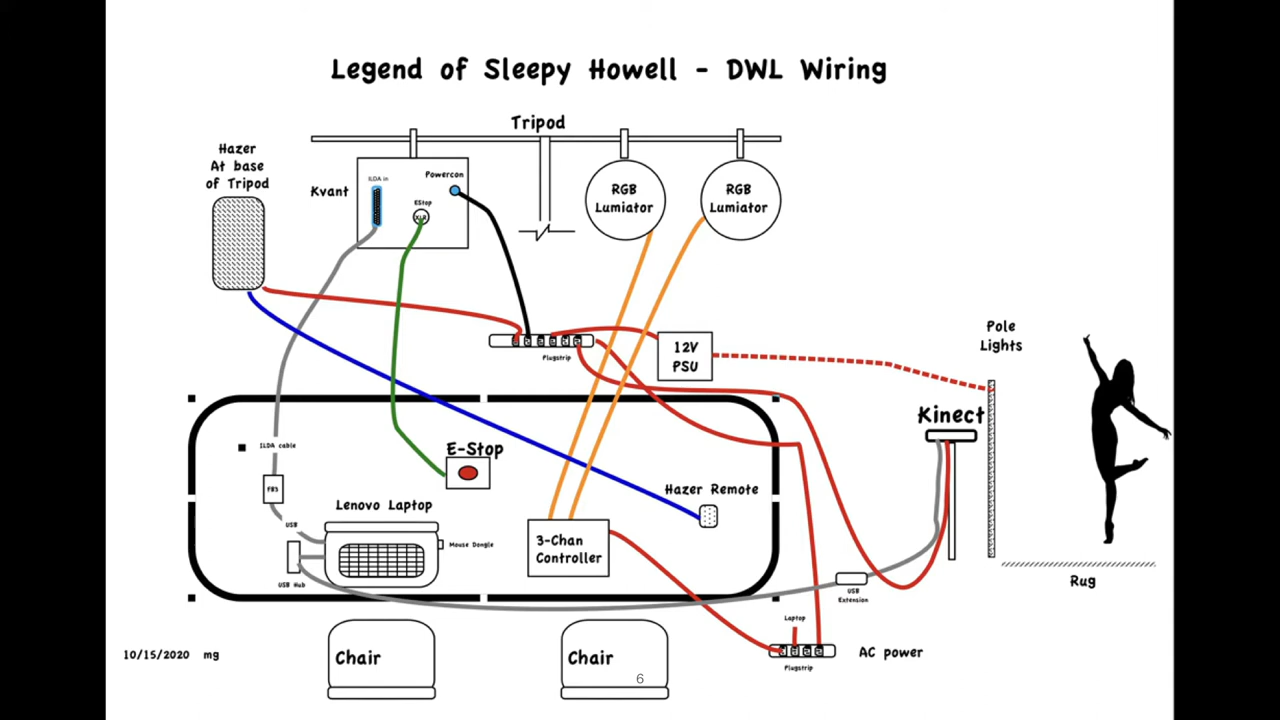 Legend of Sleepy Howell - DWL Wiring
Tripod
Hazer
At base
of Tripod
Kvant
ILDA in
Powercon
EStop
XLR
RGB
Lumiator
RGB
Lumiator
Plugstrip
12V
PSU
Pole
Lights
Kinect
ILDA cable
E-Stop
FB3
Hazer Remote
Lenovo Laptop
USB
Mouse Dongle
3-Chan
Controller
USB Hub
USB
Extension
Rug
Laptop
Plugstrip
AC power
10/15/2020 mg
Chair
Chair
6